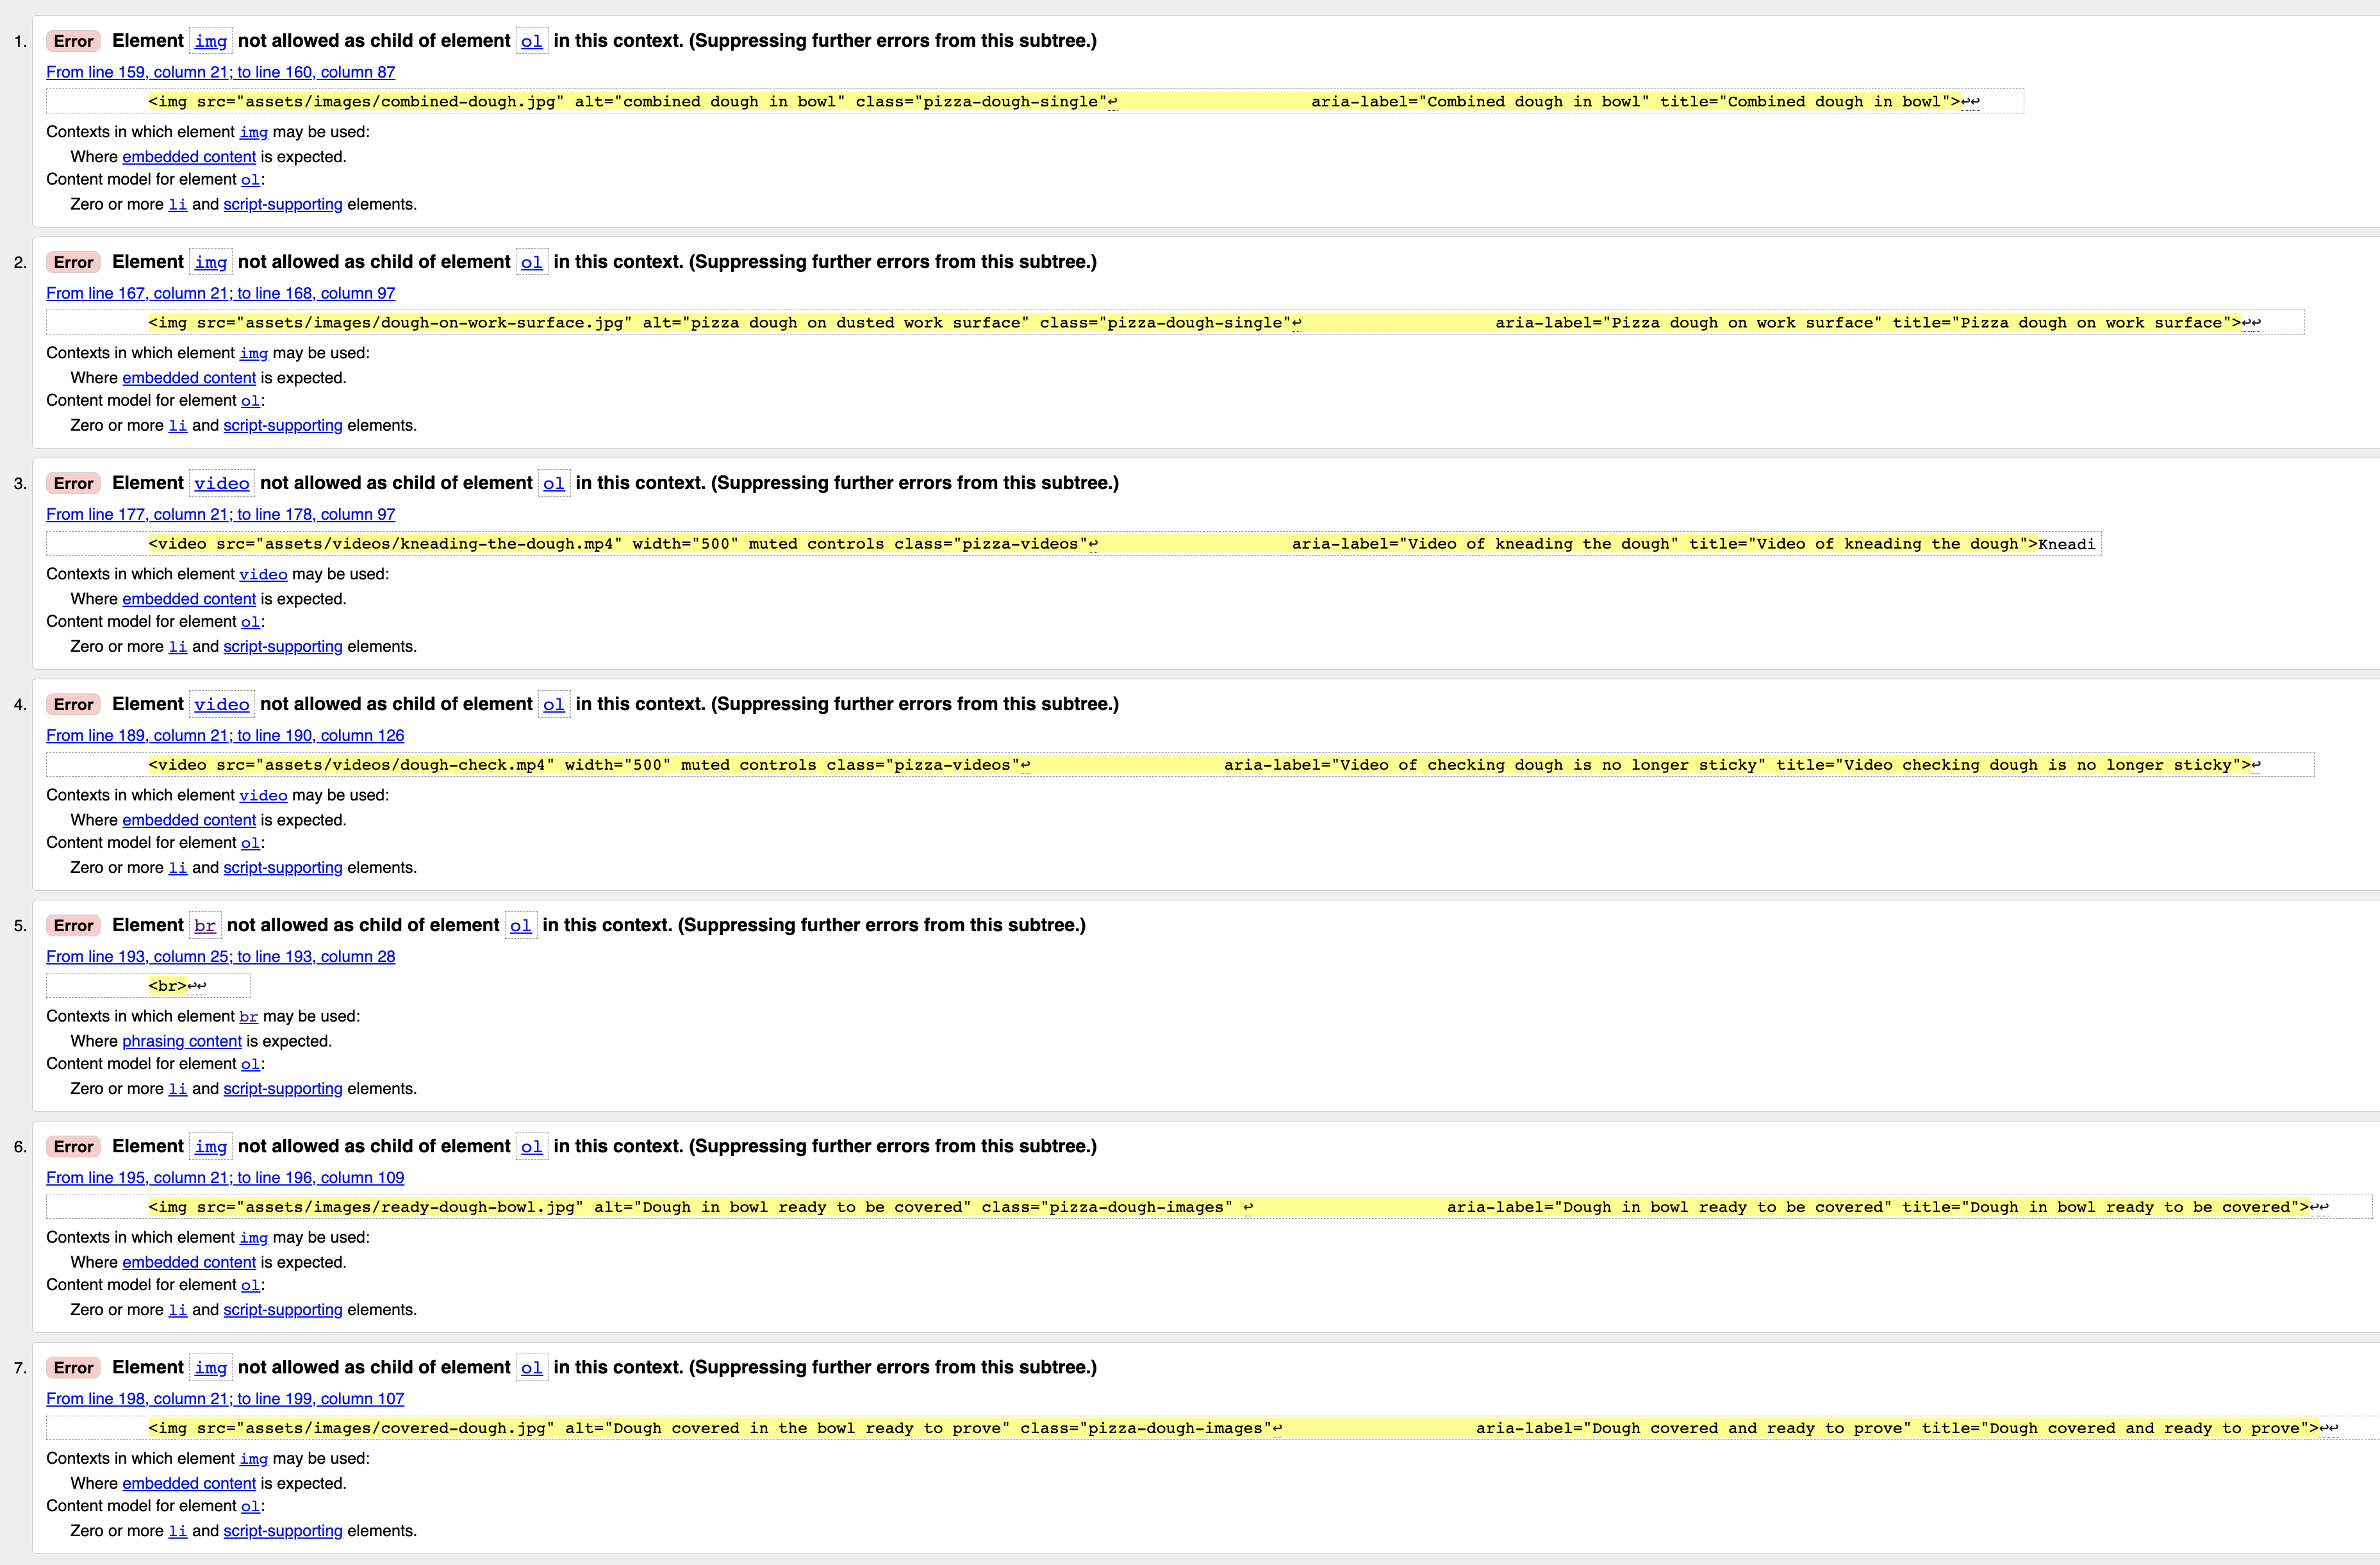 1. Error Element img not allowed as child of element ol in this context. (Suppressing further errors from this subtree.)
From line 159, column 21; to line 160, column 87
<img src="assets/images/combined-dough.jpg" alt="combined dough in bowl" class="pizza-dough-single"↩ aria-label="Combined dough in bowl" title="Combined dough in bowl">↩↩
Contexts in which element img may be used:
Where embedded content is expected.
Content model for element ol:
Zero or more li and script-supporting elements.
2. Error Element img not allowed as child of element ol in this context. (Suppressing further errors from this subtree.)
From line 167, column 21; to line 168, column 97
<img src="assets/images/dough-on-work-surface.jpg" alt="pizza dough on dusted work surface" class="pizza-dough-single"↩ aria-label="Pizza dough on work surface" title="Pizza dough on work surface">↩↩
Contexts in which element img may be used:
Where embedded content is expected.
Content model for element ol:
Zero or more li and script-supporting elements.
3. Error Element video not allowed as child of element ol in this context. (Suppressing further errors from this subtree.)
From line 177, column 21; to line 178, column 97
<video src="assets/videos/kneading-the-dough.mp4" width="500" muted controls class="pizza-videos"↩ aria-label="Video of kneading the dough" title="Video of kneading the dough">Kneadi
Contexts in which element video may be used:
Where embedded content is expected.
Content model for element ol:
Zero or more li and script-supporting elements.
4. Error Element video not allowed as child of element ol in this context. (Suppressing further errors from this subtree.)
From line 189, column 21; to line 190, column 126
<video src="assets/videos/dough-check.mp4" width="500" muted controls class="pizza-videos"↩ aria-label="Video of checking dough is no longer sticky" title="Video checking dough is no longer sticky">↩
Contexts in which element video may be used:
Where embedded content is expected.
Content model for element ol:
Zero or more li and script-supporting elements.
5. Error Element br not allowed as child of element ol in this context. (Suppressing further errors from this subtree.)
From line 193, column 25; to line 193, column 28
<br>↩↩
Contexts in which element br may be used:
Where phrasing content is expected.
Content model for element ol:
Zero or more li and script-supporting elements.
6. Error Element img not allowed as child of element ol in this context. (Suppressing further errors from this subtree.)
From line 195, column 21; to line 196, column 109
<img src="assets/images/ready-dough-bowl.jpg" alt="Dough in bowl ready to be covered" class="pizza-dough-images" ↩ aria-label="Dough in bowl ready to be covered" title="Dough in bowl ready to be covered">↩↩
Contexts in which element img may be used:
Where embedded content is expected.
Content model for element ol:
Zero or more li and script-supporting elements.
7. Error Element img not allowed as child of element ol in this context. (Suppressing further errors from this subtree.)
From line 198, column 21; to line 199, column 107
<img src="assets/images/covered-dough.jpg" alt="Dough covered in the bowl ready to prove" class="pizza-dough-images"↩ aria-label="Dough covered and ready to prove" title="Dough covered and ready to prove">↩↩
Contexts in which element img may be used:
Where embedded content is expected.
Content model for element ol:
Zero or more li and script-supporting elements.